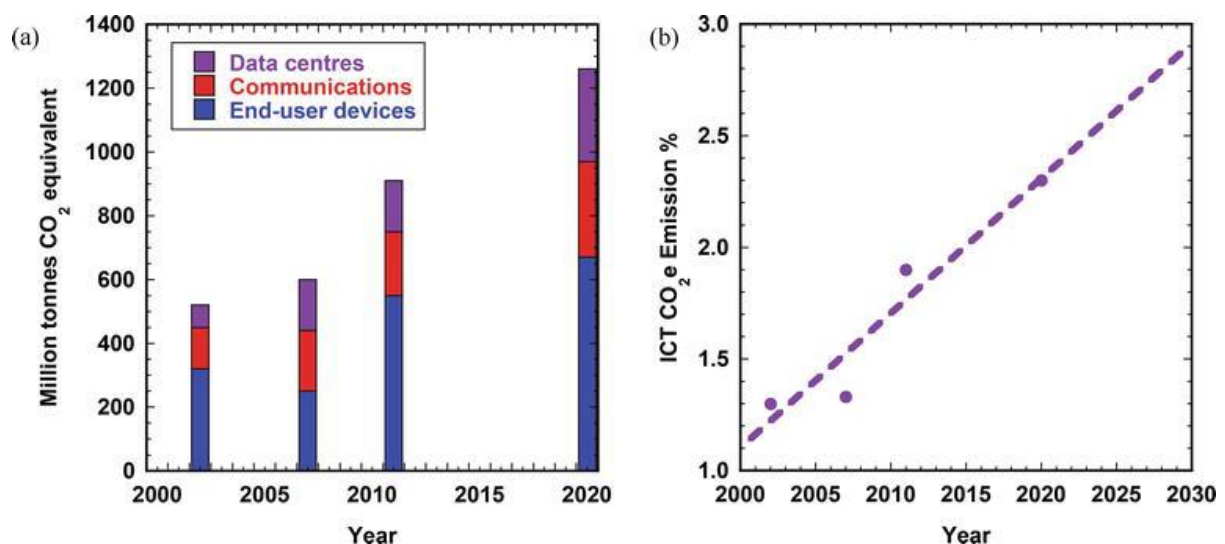 (a)
1400
1200
1000
800
600
400
200
0
Million tonnes CO2 equivalent
Data centres
Communications
End-user devices
2000 2005 2010 2015 2020
Year
(b)
3.0
2.5
2.0
1.5
1.0
ICT CO2e Emission %
2000 2005 2010 2015 2020 2025 2030
Year